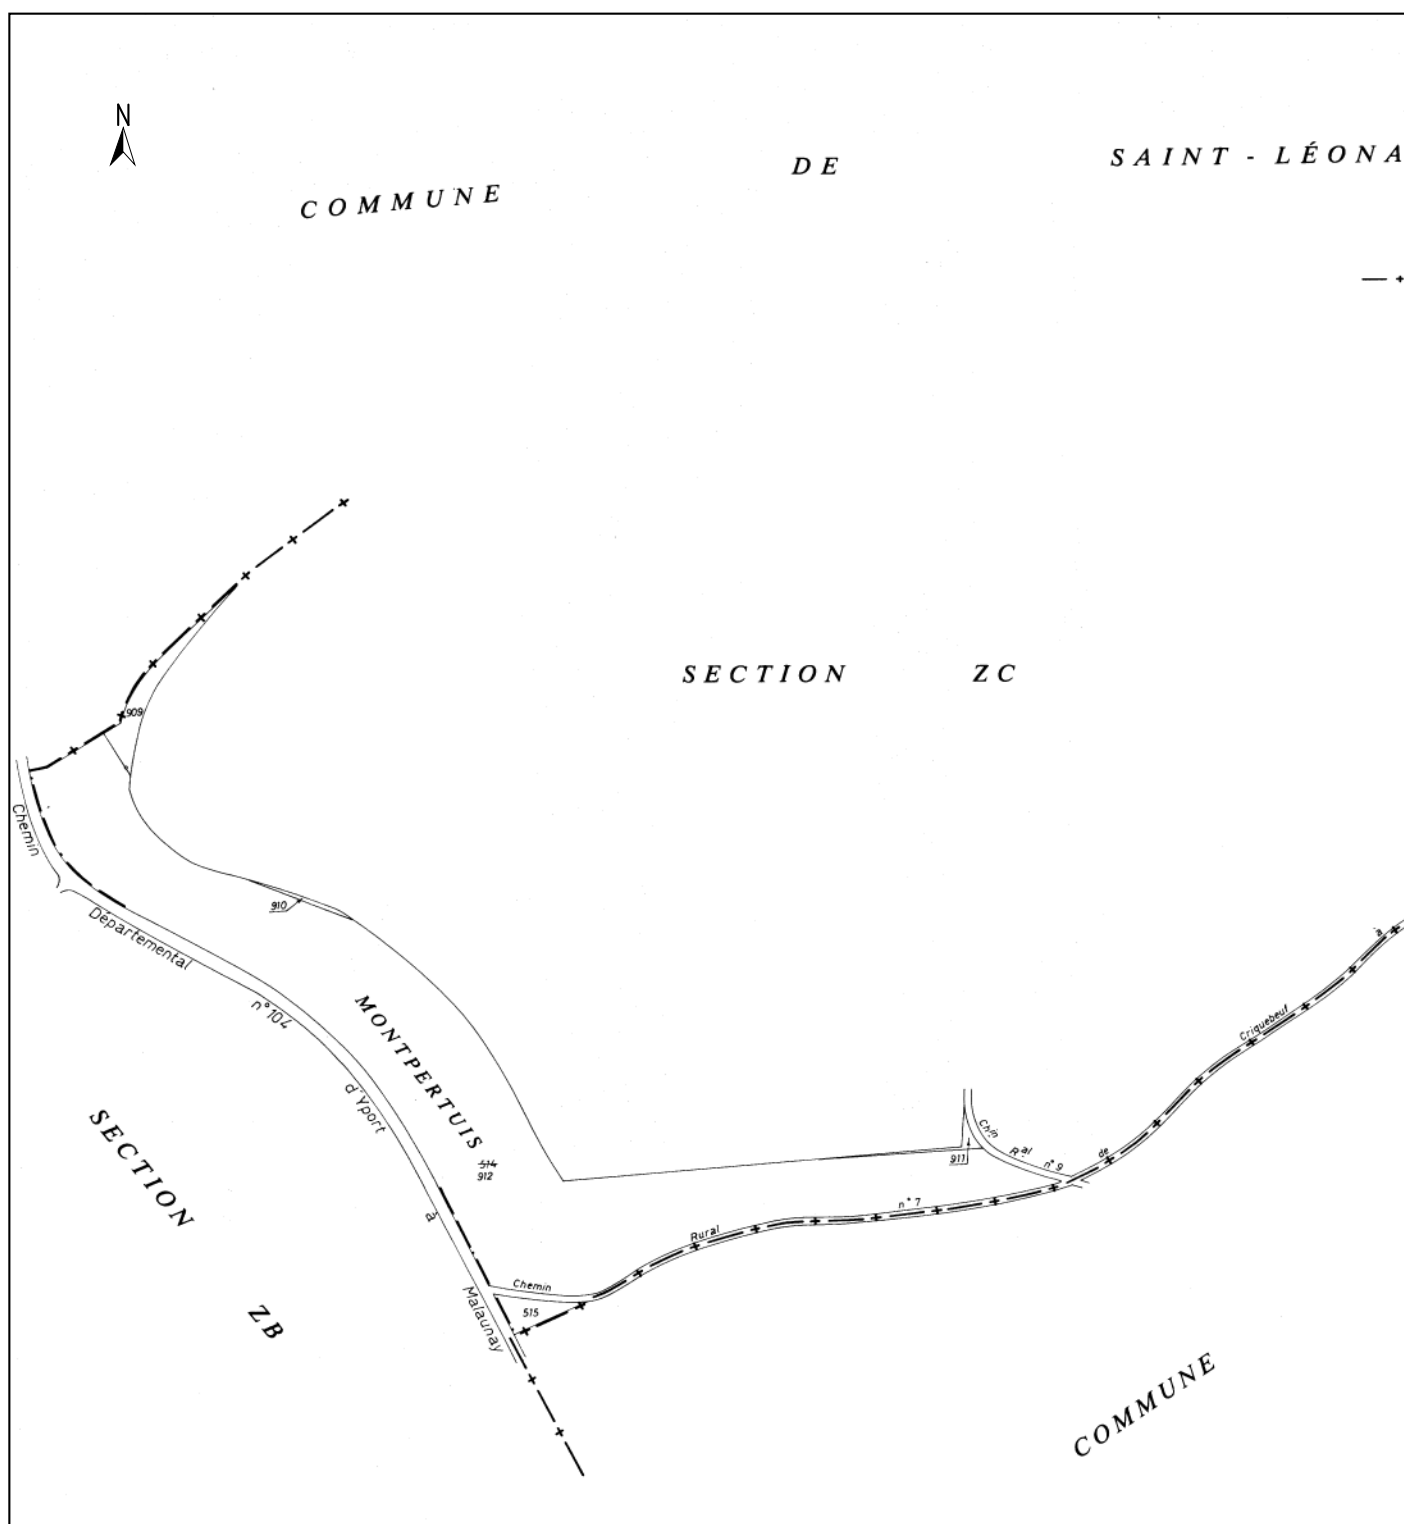 N
COMMUNE DE SAINT - LÉONA
SECTION ZC
909
Chemin Départemental n° 104 d'Yport à Malaunay
910
MONTPERTUIS
514
912
911
Chin Ral n° 9
Chemin Rural n° 7 de Criquebeuf à
515
SECTION ZB
COMMUNE